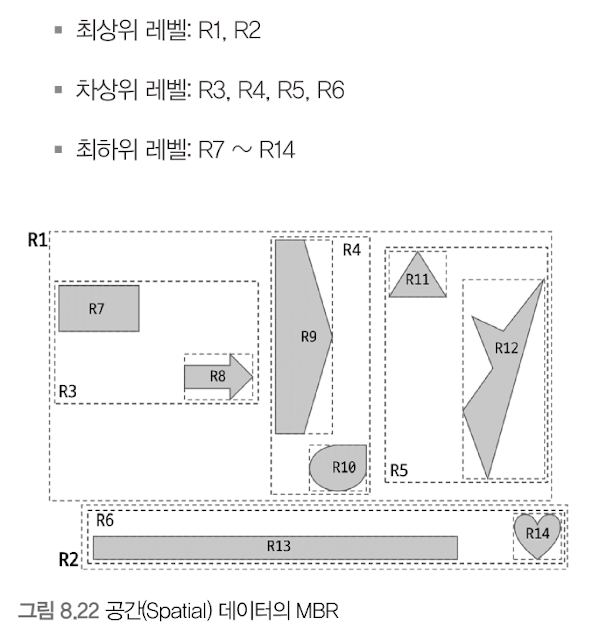 ▪ 최상위 레벨: R1, R2
▪ 차상위 레벨: R3, R4, R5, R6
▪ 최하위 레벨: R7 ~ R14
R1
R4
R11
R7
R9
R12
R8
R3
R10
R5
R6
R14
R13
R2
그림 8.22 공간(Spatial) 데이터의 MBR